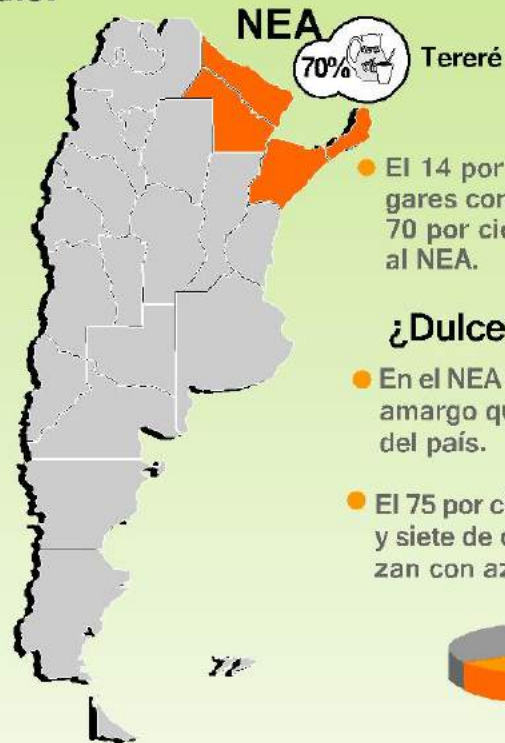 NEA
70%
Tereré
El 14 por
gares con
70 por cie
al NEA.
¿Dulce
En el NEA
amargo qu
del país.
El 75 por c
y siete de
zan con az